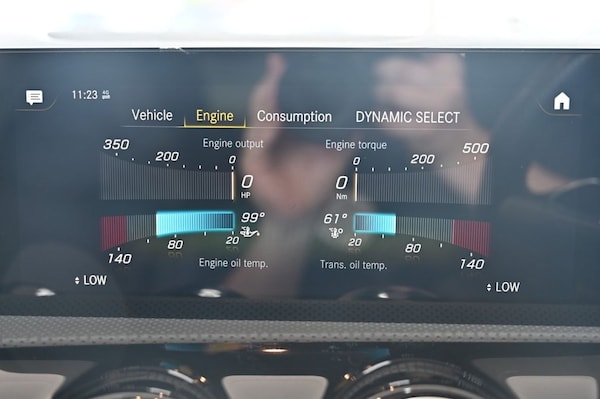 11:23 4G
Vehicle Engine Consumption DYNAMIC SELECT
350 200 0 Engine output Engine torque 0 200 500
0 HP 0 Nm
99° 61°
140 80 20 20 80 140
Engine oil temp. Trans. oil temp.
LOW LOW